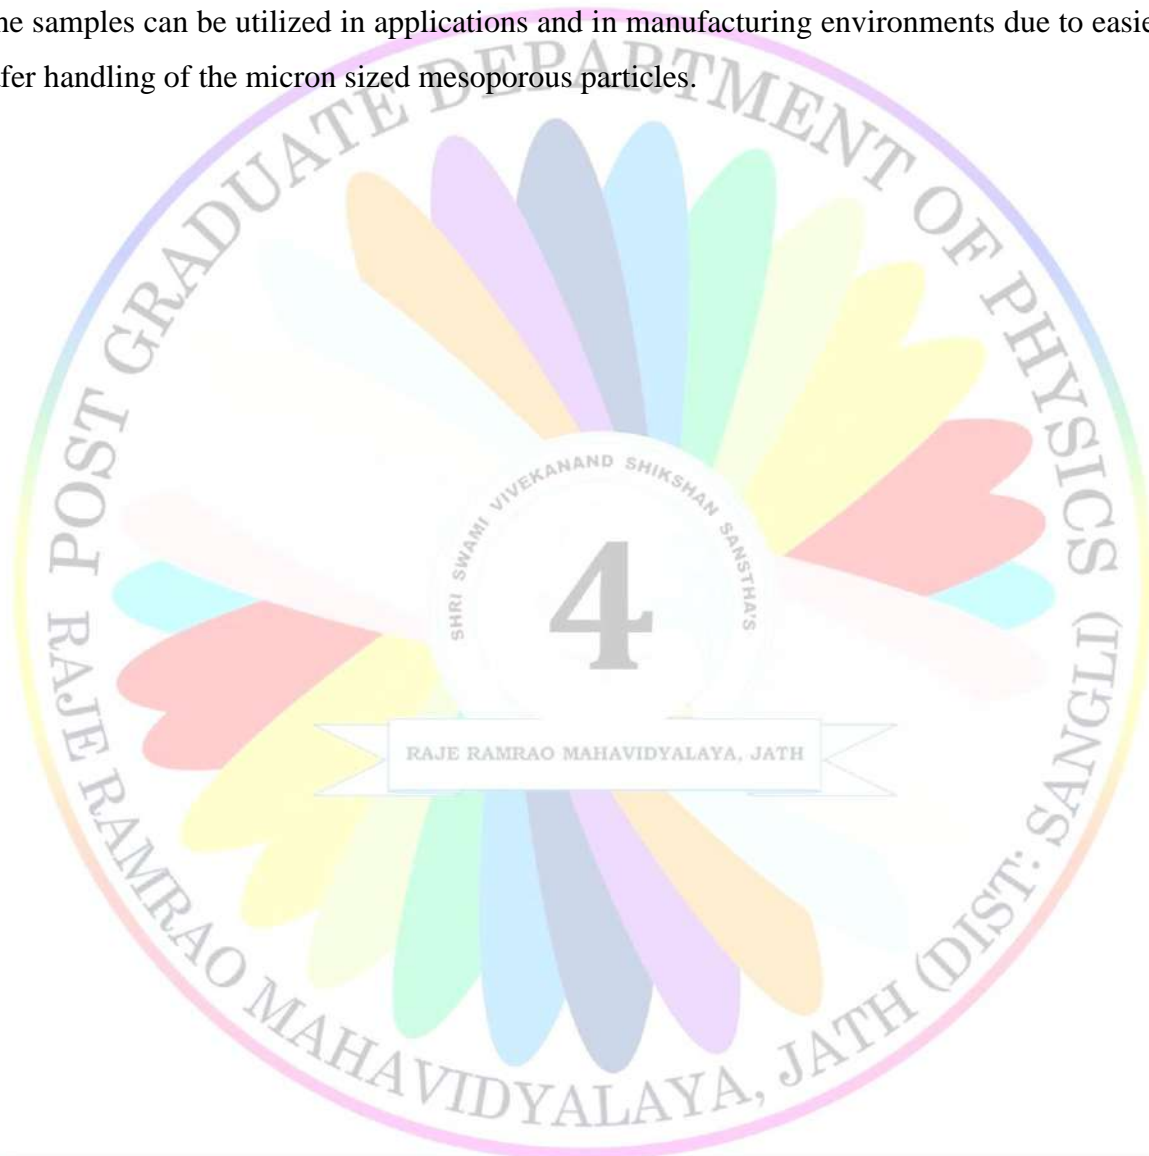 ne samples can be utilized in applications and in manufacturing environments due to easie
fer handling of the micron sized mesoporous particles.
POST GRADUATE DEPARTMENT OF PHYSICS
SHRI SWAMI VIVEKANAND SHIKSHAN SANSTHA'S
4
RAJE RAMRAO MAHAVIDYALAYA, JATH
RAJE RAMRAO MAHAVIDYALAYA, JATH (DIST: SANGLI)